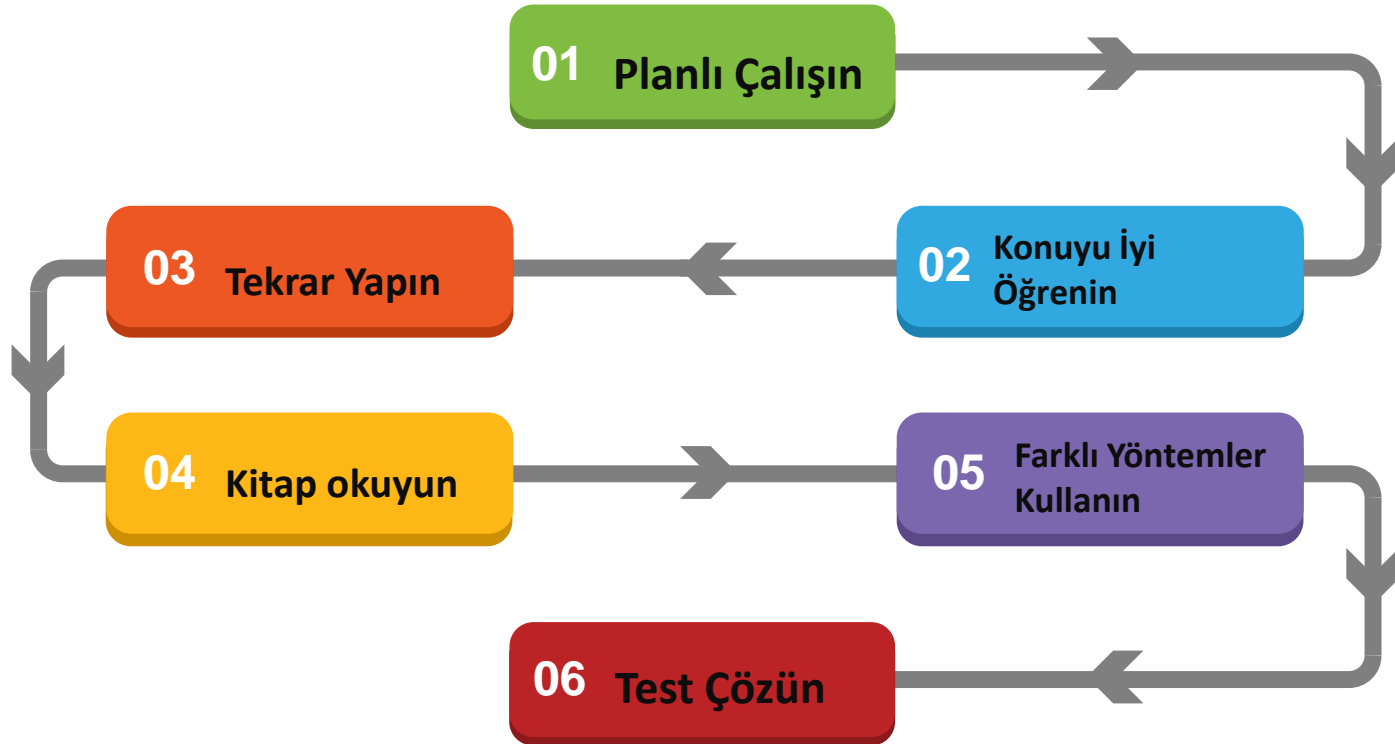 01 Planlı Çalışın
02 Konuyu İyi
Öğrenin
03 Tekrar Yapın
04 Kitap okuyun
05 Farklı Yöntemler
Kullanın
06 Test Çözün